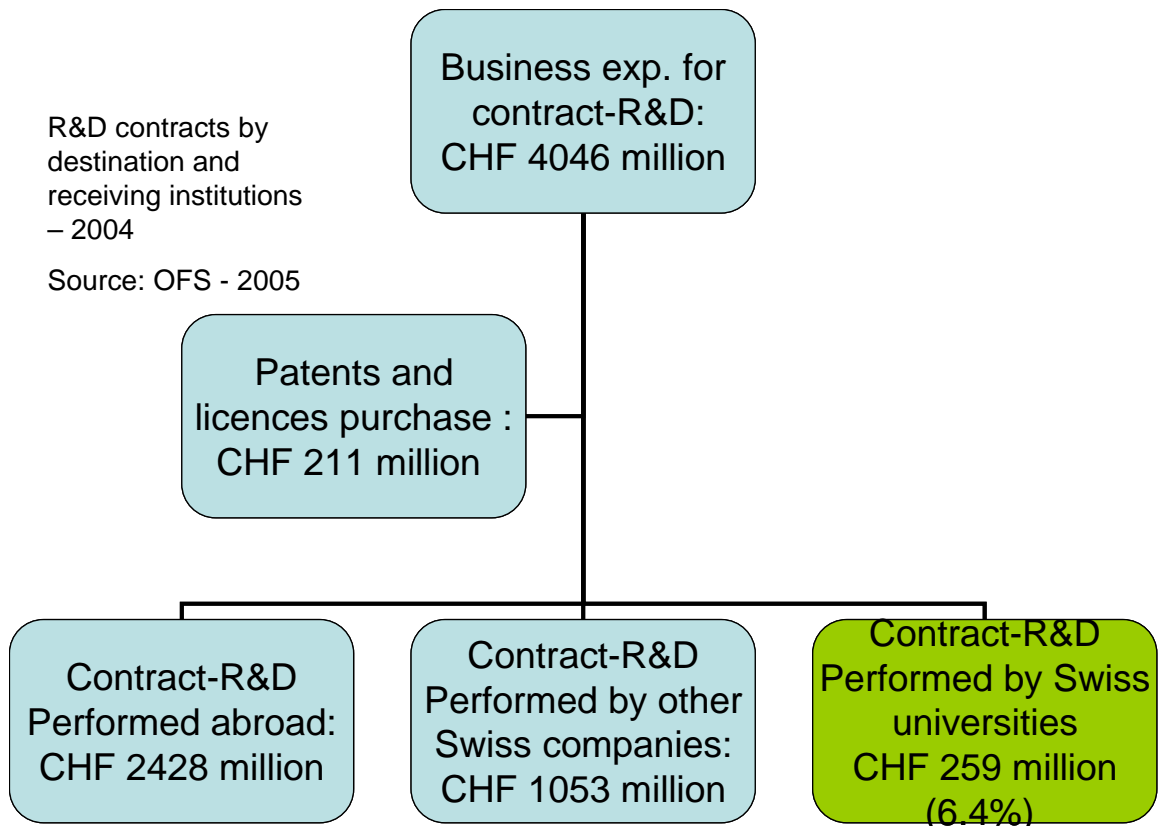 Business exp. for
contract-R&D:
CHF 4046 million
R&D contracts by
destination and
receiving institutions
– 2004
Source: OFS - 2005
Patents and
licences purchase :
CHF 211 million
Contract-R&D
Performed abroad:
CHF 2428 million
Contract-R&D
Performed by other
Swiss companies:
CHF 1053 million
Contract-R&D
Performed by Swiss
universities
CHF 259 million
(6.4%)